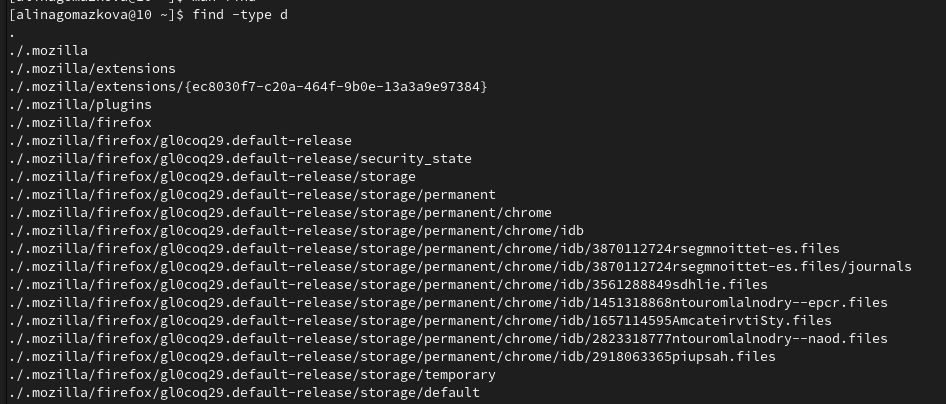 [alinagomazkova@10 ~]$ man find
[alinagomazkova@10 ~]$ find -type d
.
./.mozilla
./.mozilla/extensions
./.mozilla/extensions/{ec8030f7-c20a-464f-9b0e-13a3a9e97384}
./.mozilla/plugins
./.mozilla/firefox
./.mozilla/firefox/gl0coq29.default-release
./.mozilla/firefox/gl0coq29.default-release/security_state
./.mozilla/firefox/gl0coq29.default-release/storage
./.mozilla/firefox/gl0coq29.default-release/storage/permanent
./.mozilla/firefox/gl0coq29.default-release/storage/permanent/chrome
./.mozilla/firefox/gl0coq29.default-release/storage/permanent/chrome/idb
./.mozilla/firefox/gl0coq29.default-release/storage/permanent/chrome/idb/3870112724rsegmnoittet-es.files
./.mozilla/firefox/gl0coq29.default-release/storage/permanent/chrome/idb/3870112724rsegmnoittet-es.files/journals
./.mozilla/firefox/gl0coq29.default-release/storage/permanent/chrome/idb/3561288849sdhlie.files
./.mozilla/firefox/gl0coq29.default-release/storage/permanent/chrome/idb/1451318868ntouromlalnodry--epcr.files
./.mozilla/firefox/gl0coq29.default-release/storage/permanent/chrome/idb/1657114595AmcateirvtiSty.files
./.mozilla/firefox/gl0coq29.default-release/storage/permanent/chrome/idb/2823318777ntouromlalnodry--naod.files
./.mozilla/firefox/gl0coq29.default-release/storage/permanent/chrome/idb/2918063365piupsah.files
./.mozilla/firefox/gl0coq29.default-release/storage/temporary
./.mozilla/firefox/gl0coq29.default-release/storage/default